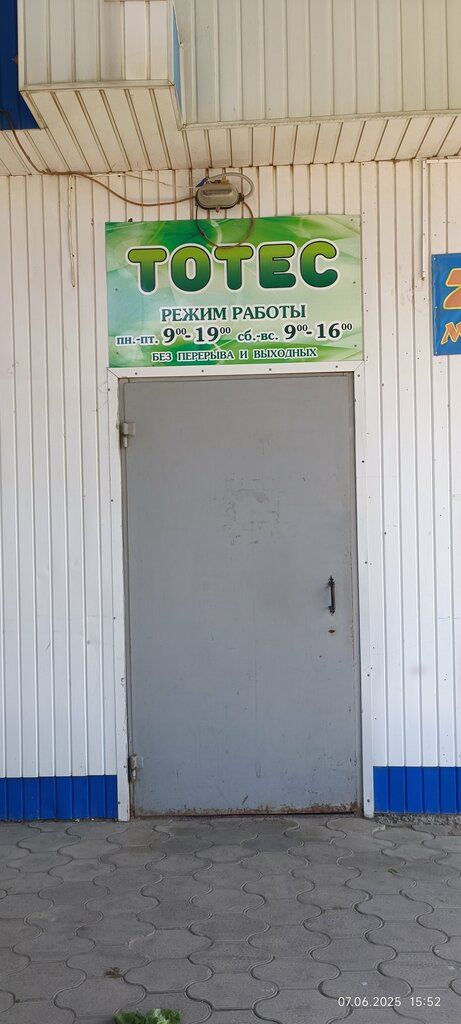 ТОТЕС
РЕЖИМ РАБОТЫ
ПН.-ПТ. 9⁰⁰-19⁰⁰ СБ.-ВС. 9⁰⁰-16⁰⁰
БЕЗ ПЕРЕРЫВА И ВЫХОДНЫХ
07.06.2025 15:52